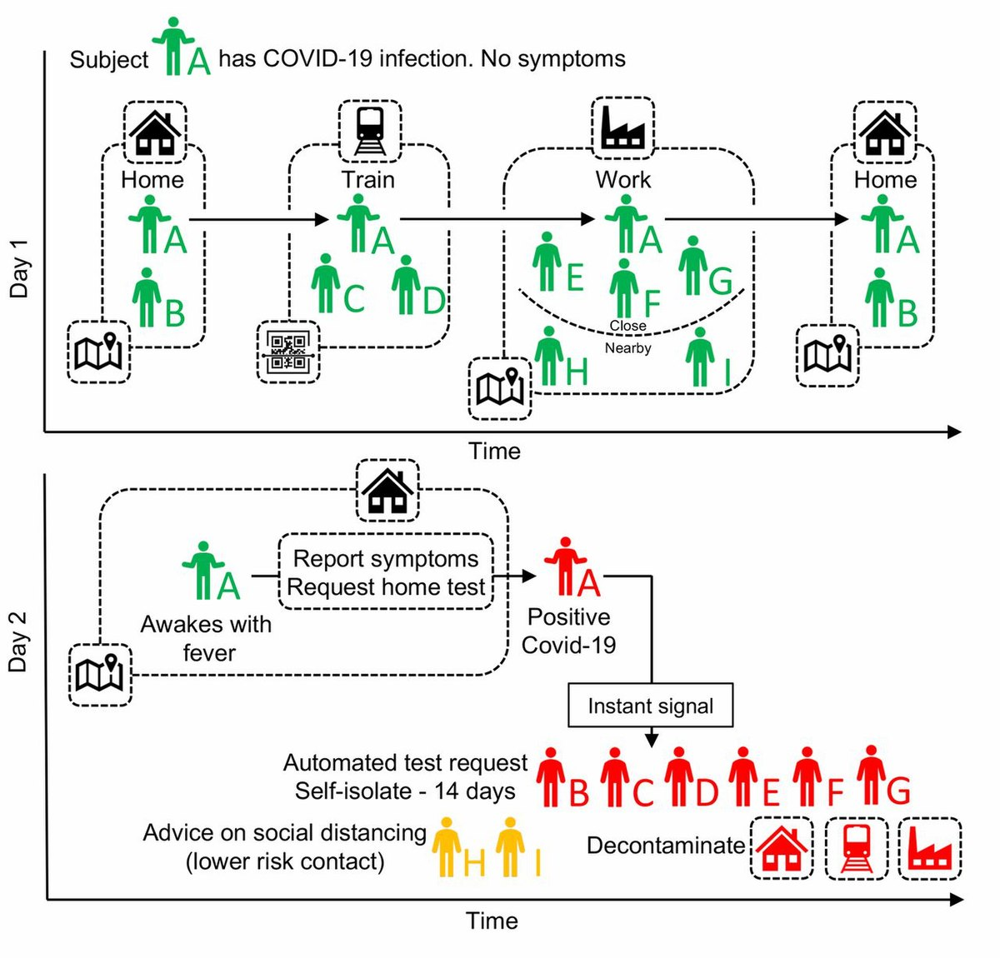 Subject A has COVID-19 infection. No symptoms
Day 1
Home
Train
Work
Home
A
A
A
A
B
C
D
E
F
G
B
Close
Nearby
H
I
Time
Day 2
Report symptoms
Request home test
A
A
Awakes with
fever
Positive
Covid-19
Instant signal
Automated test request
Self-isolate - 14 days
B C D E F G
Advice on social distancing
(lower risk contact)
H I
Decontaminate
Time